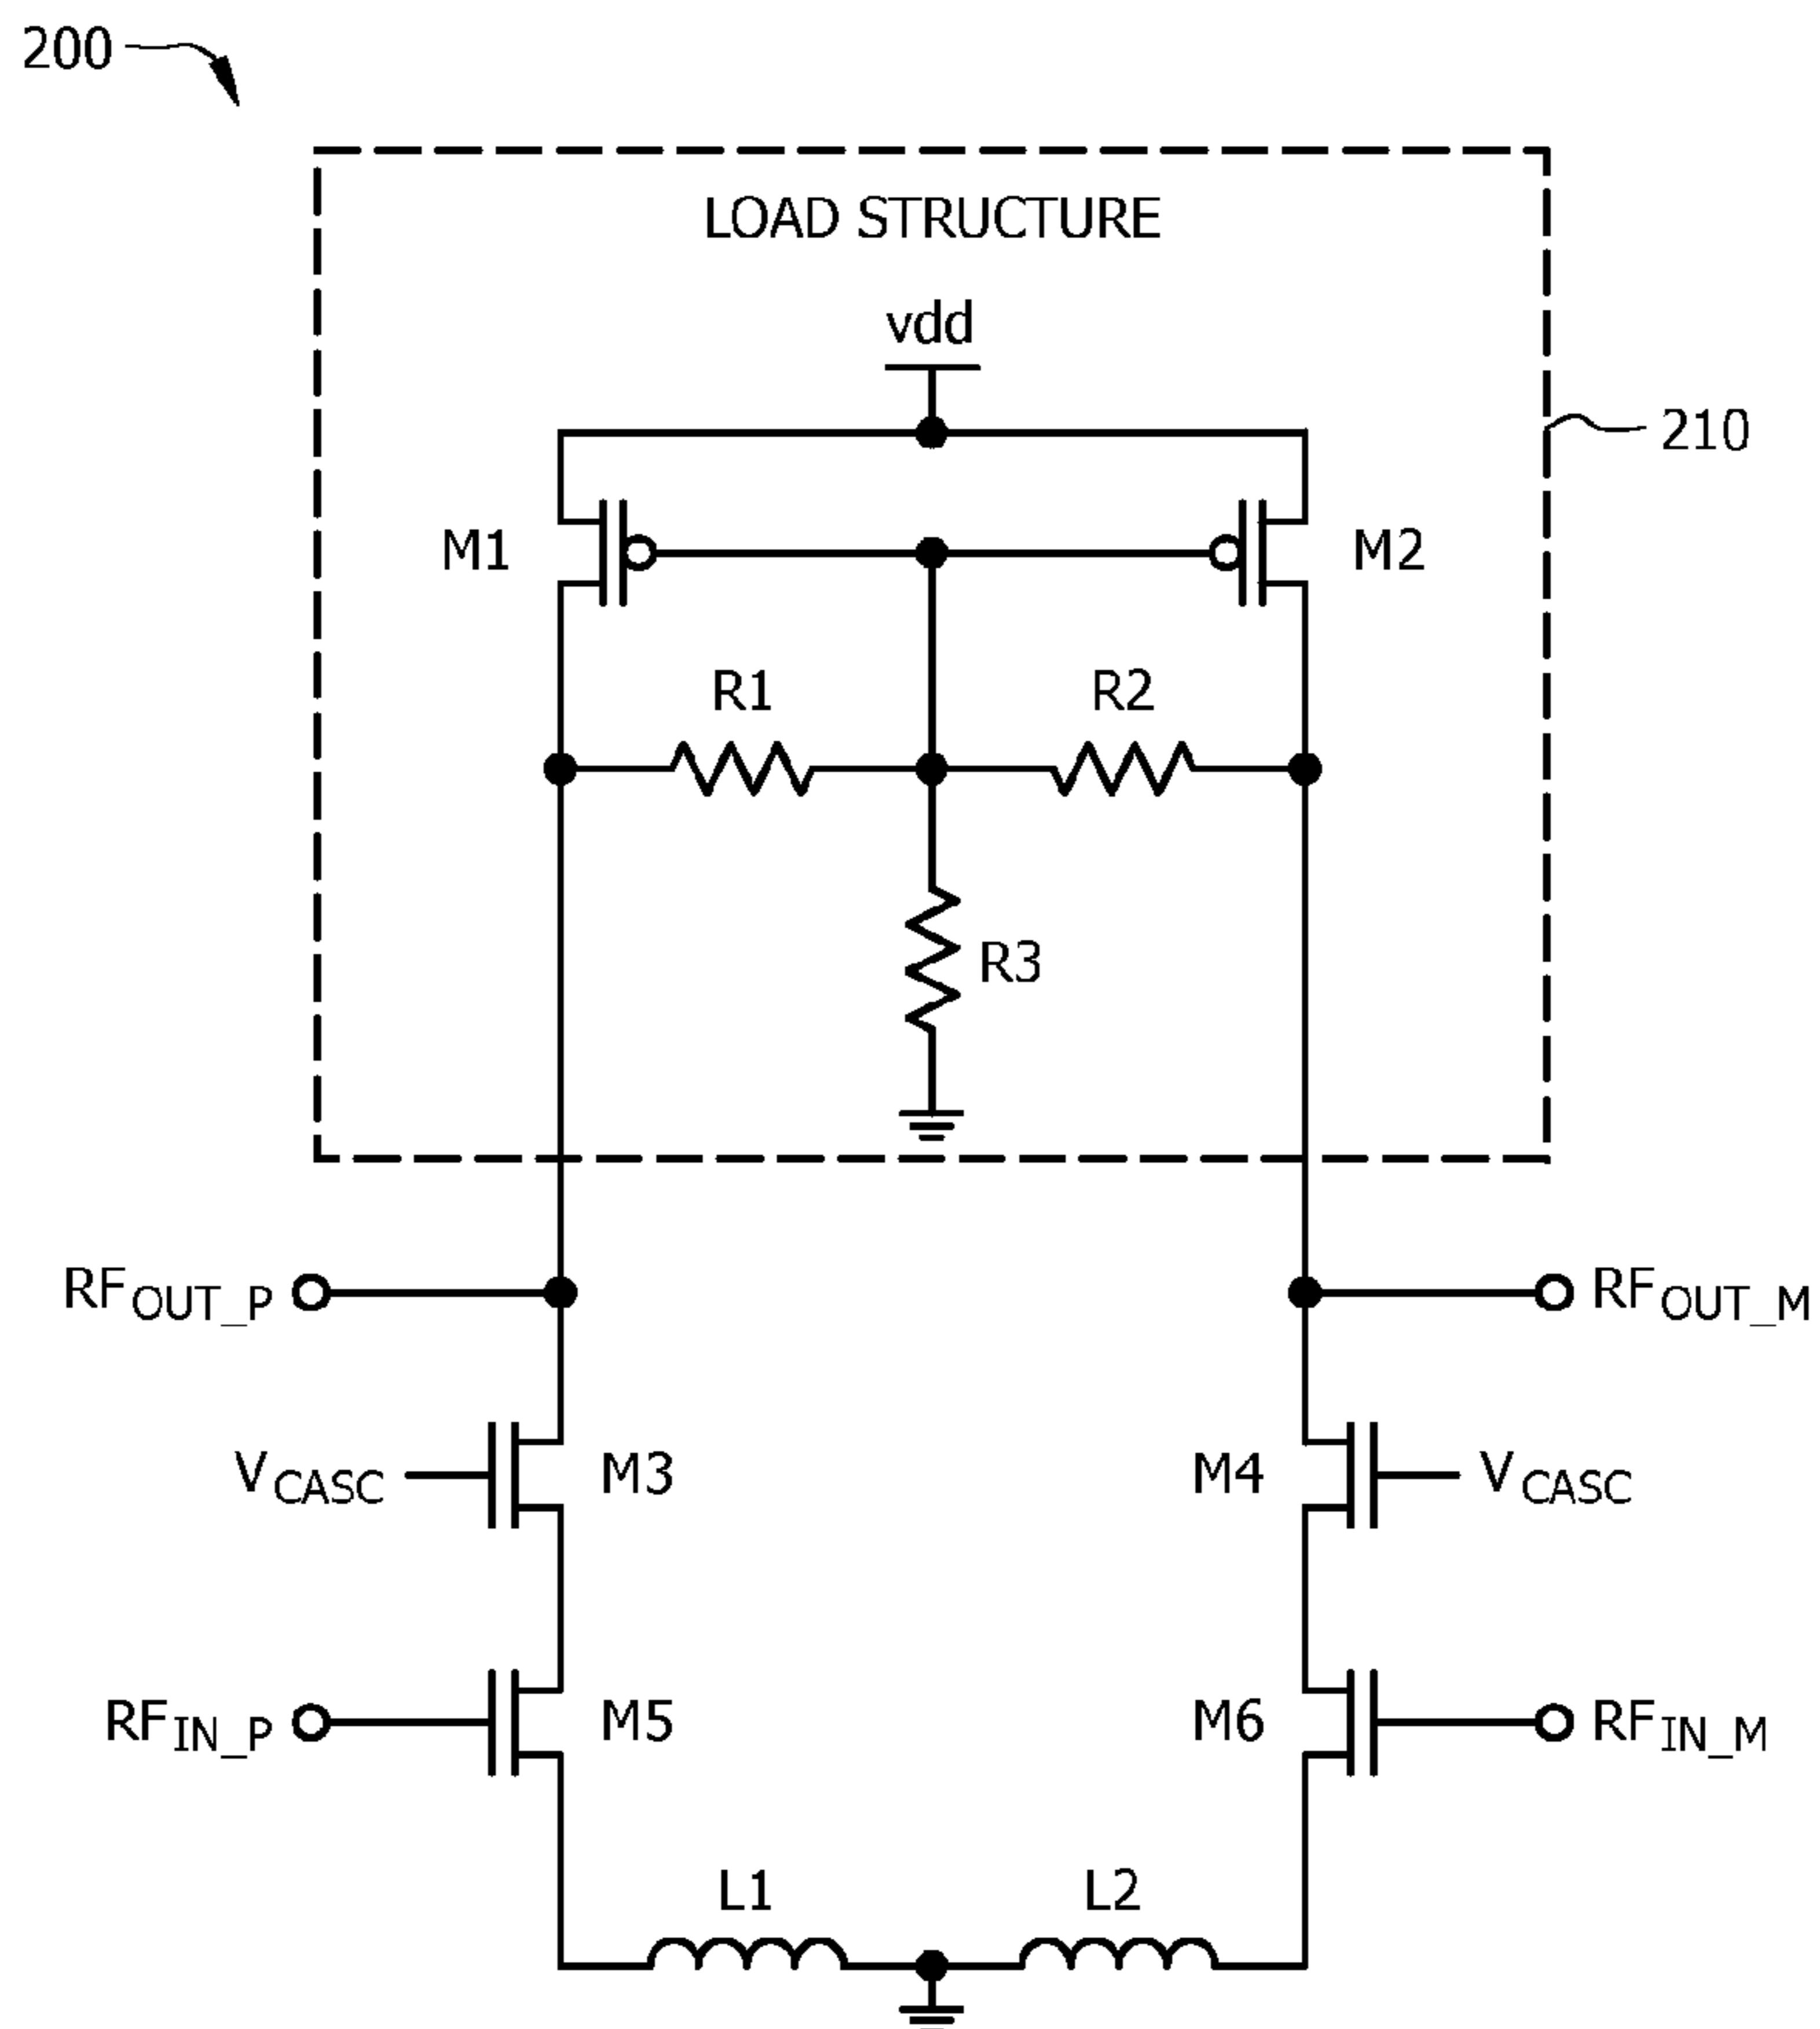 200
LOAD STRUCTURE
vdd
210
M1
M2
R1
R2
R3
RFOUT_P
RFOUT_M
VCASC
M3
M4
VCASC
RFIN_P
M5
M6
RFIN_M
L1
L2